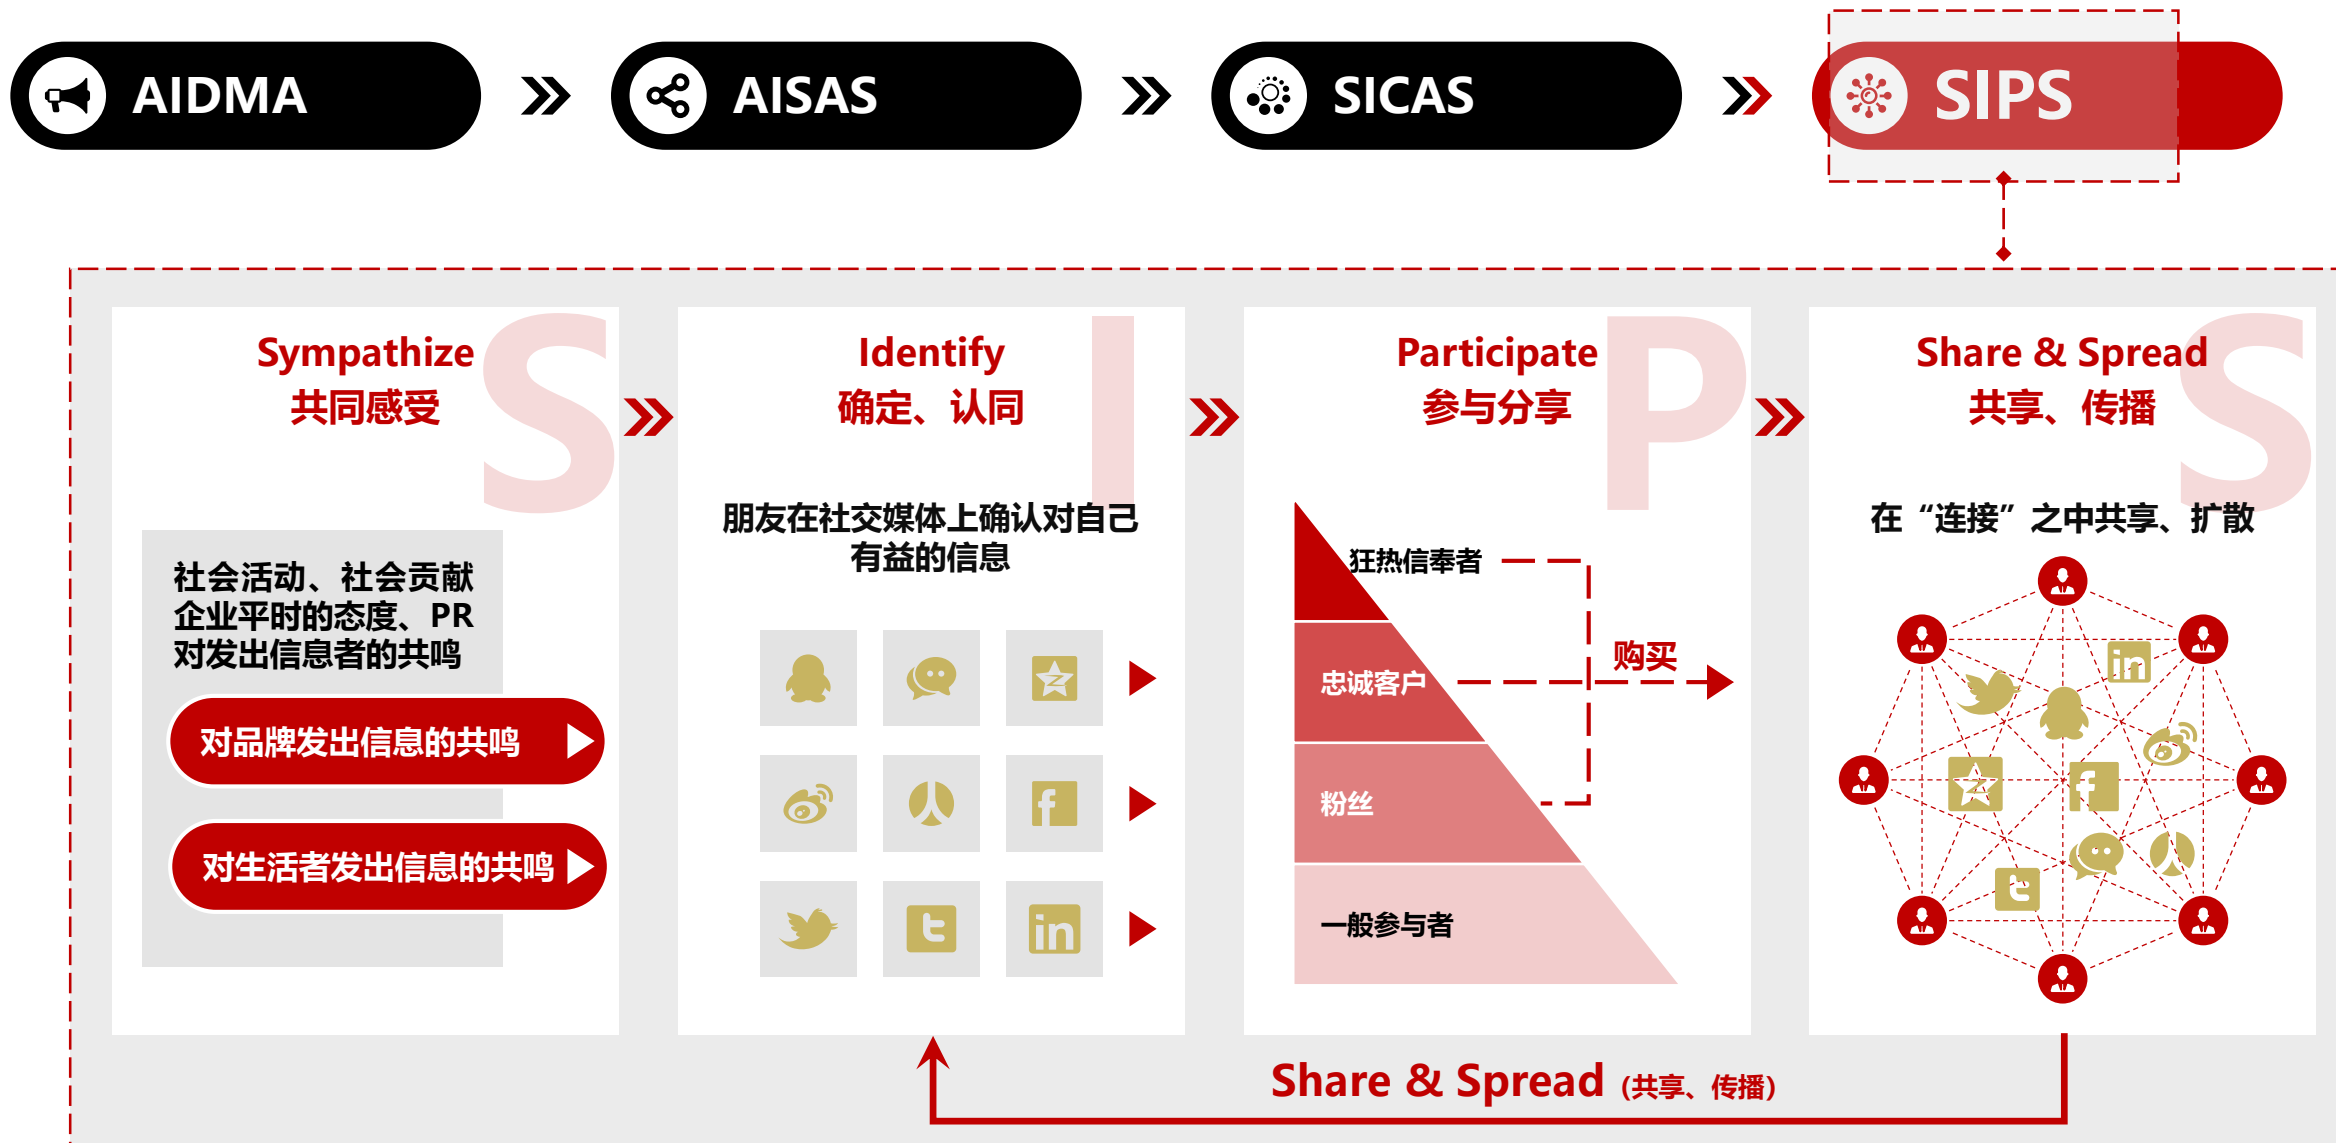 AIDMA
AISAS
SICAS
SIPS
S
Sympathize
共同感受
社会活动、社会贡献
企业平时的态度、PR
对发出信息者的共鸣
对品牌发出信息的共鸣
对生活者发出信息的共鸣
I
Identify
确定、认同
朋友在社交媒体上确认对自己
有益的信息
P
Participate
参与分享
狂热信奉者
忠诚客户
粉丝
一般参与者
购买
S
Share & Spread
共享、传播
在“连接”之中共享、扩散
Share & Spread (共享、传播)